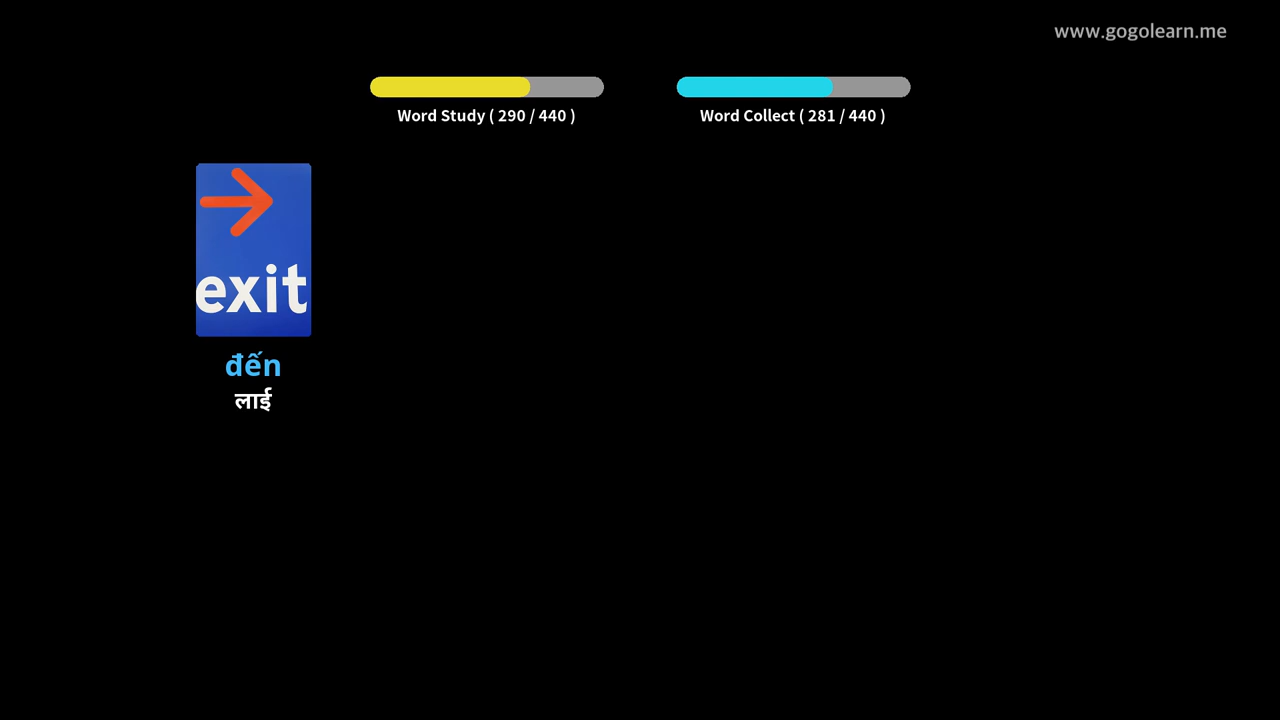 www.gogolearn.me
Word Study ( 290 / 440 )
Word Collect ( 281 / 440 )
exit
đến
लाई